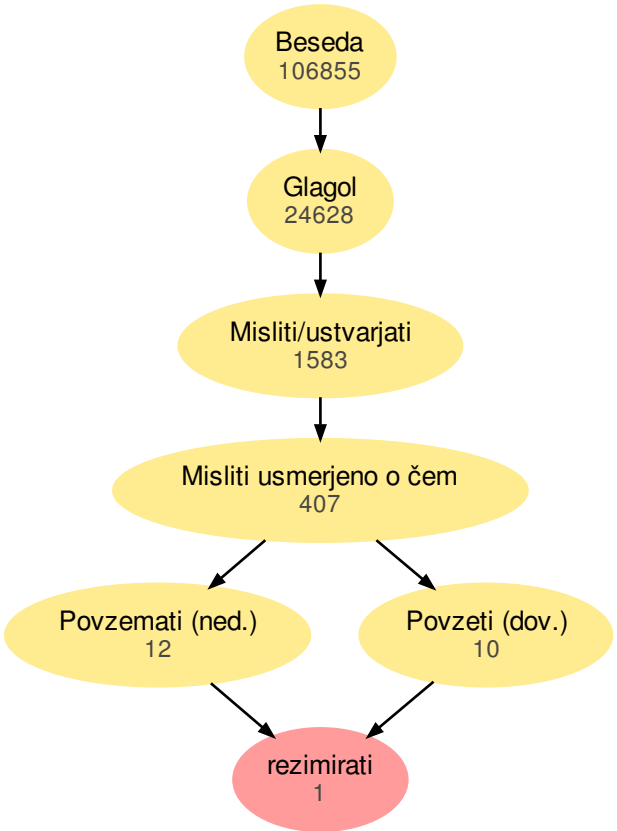 Beseda
106855
Glagol
24628
Misliti/ustvarjati
1583
Misliti usmerjeno o čem
407
Povzemati (ned.)
12
Povzeti (dov.)
10
rezimirati
1